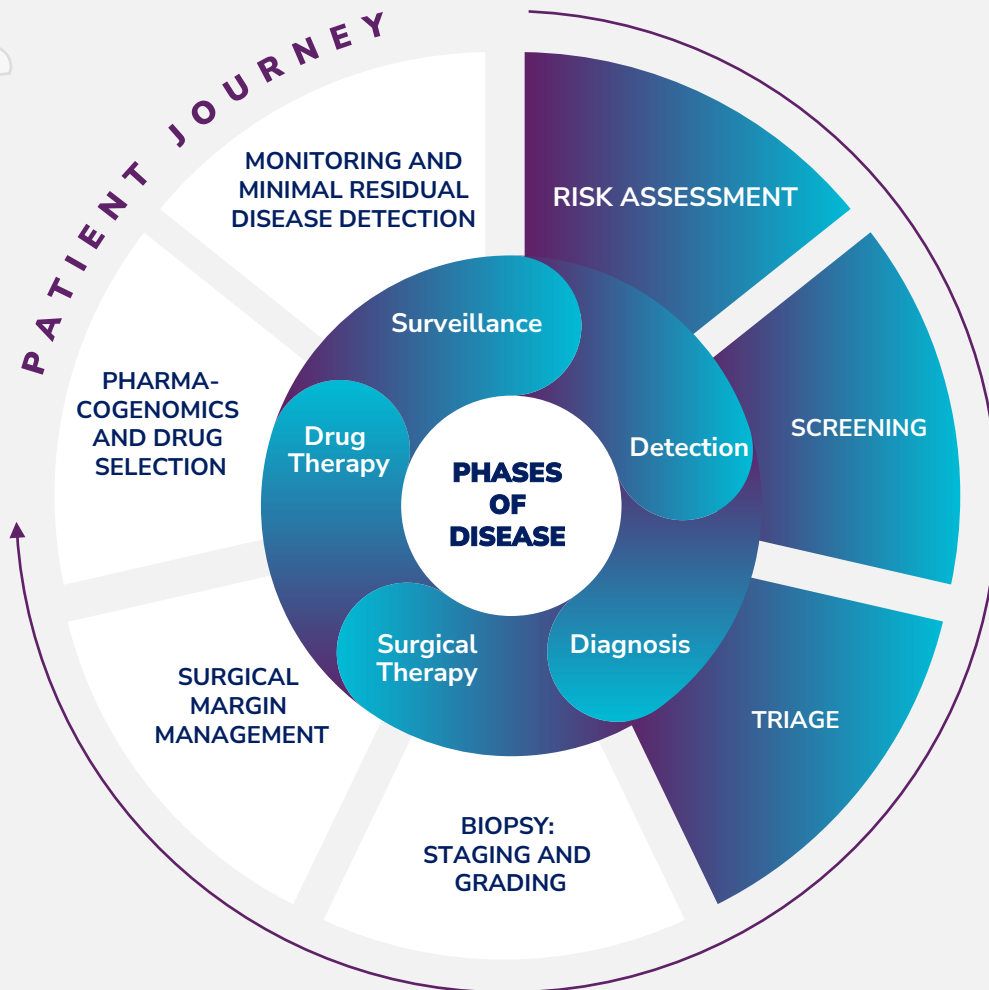 PATIENT JOURNEY
RISK ASSESSMENT
SCREENING
TRIAGE
BIOPSY:
STAGING AND
GRADING
SURGICAL
MARGIN
MANAGEMENT
PHARMA-
COGENOMICS
AND DRUG
SELECTION
MONITORING AND
MINIMAL RESIDUAL
DISEASE DETECTION
Surveillance
Detection
Diagnosis
Surgical
Therapy
Drug
Therapy
PHASES
OF
DISEASE